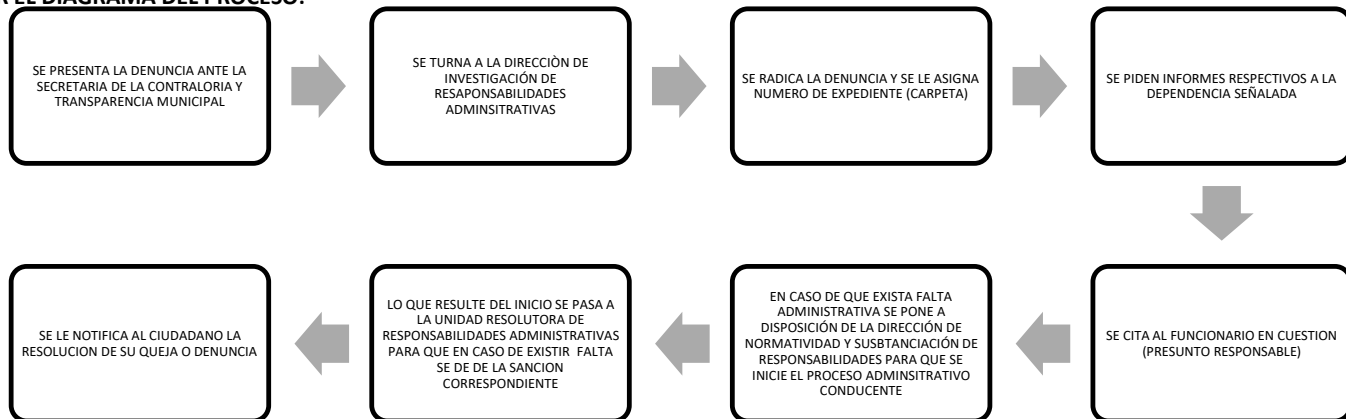 EL DIAGRAMA DEL PROCESO:
SE PRESENTA LA DENUNCIA ANTE LA
SECRETARIA DE LA CONTRALORIA Y
TRANSPARENCIA MUNICIPAL
SE TURNA A LA DIRECCIÒN DE
INVESTIGACIÓN DE
RESAPONSABILIDADES
ADMINSITRATIVAS
SE RADICA LA DENUNCIA Y SE LE ASIGNA
NUMERO DE EXPEDIENTE (CARPETA)
SE PIDEN INFORMES RESPECTIVOS A LA
DEPENDENCIA SEÑALADA
SE CITA AL FUNCIONARIO EN CUESTION
(PRESUNTO RESPONSABLE)
EN CASO DE QUE EXISTA FALTA
ADMINISTRATIVA SE PONE A
DISPOSICIÓN DE LA DIRECCIÓN DE
NORMATIVIDAD Y SUSBTANCIACIÓN DE
RESPONSABILIDADES PARA QUE SE
INICIE EL PROCESO ADMINSITRATIVO
CONDUCENTE
LO QUE RESULTE DEL INICIO SE PASA A
LA UNIDAD RESOLUTORA DE
RESPONSABILIDADES ADMINISTRATIVAS
PARA QUE EN CASO DE EXISTIR FALTA
SE DE DE LA SANCION
CORRESPONDIENTE
SE LE NOTIFICA AL CIUDADANO LA
RESOLUCION DE SU QUEJA O DENUNCIA